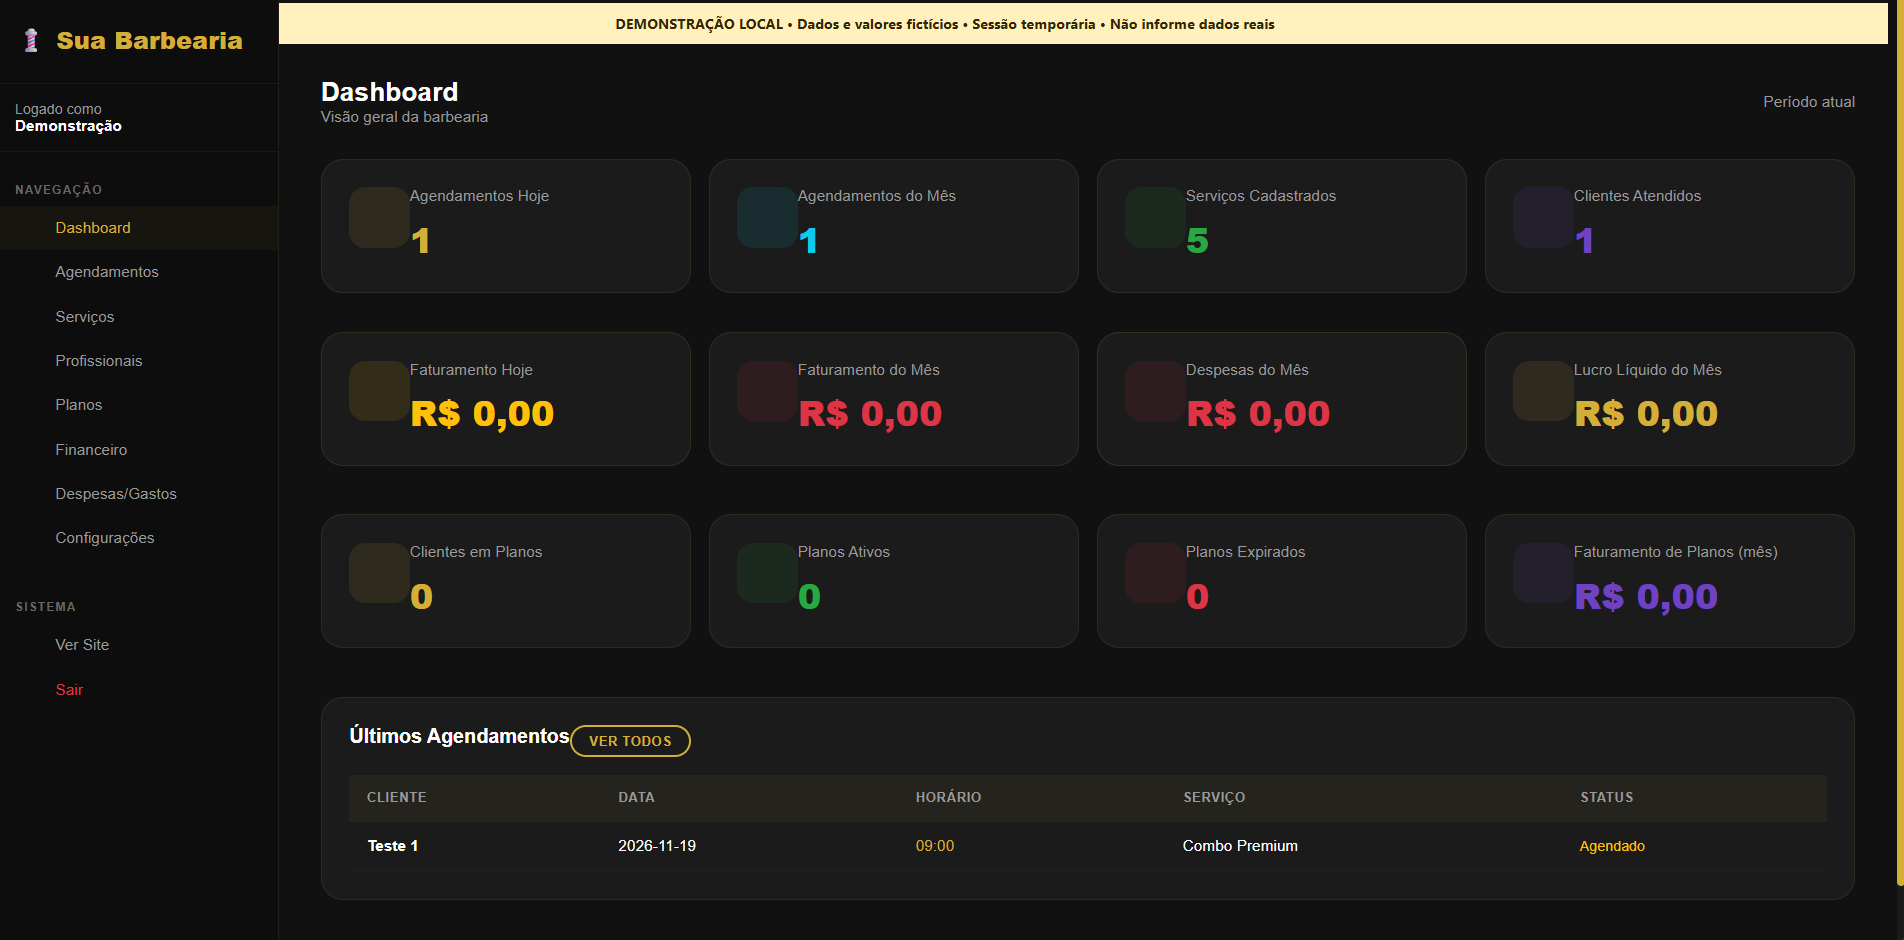 Sua Barbearia
Logado como
Demonstração
NAVEGAÇÃO
Dashboard
Agendamentos
Serviços
Profissionais
Planos
Financeiro
Despesas/Gastos
Configurações
SISTEMA
Ver Site
Sair
DEMONSTRAÇÃO LOCAL • Dados e valores fictícios • Sessão temporária • Não informe dados reais
Dashboard
Visão geral da barbearia
Período atual
Agendamentos Hoje
1
Agendamentos do Mês
1
Serviços Cadastrados
5
Clientes Atendidos
1
Faturamento Hoje
R$ 0,00
Faturamento do Mês
R$ 0,00
Despesas do Mês
R$ 0,00
Lucro Líquido do Mês
R$ 0,00
Clientes em Planos
0
Planos Ativos
0
Planos Expirados
0
Faturamento de Planos (mês)
R$ 0,00
Últimos Agendamentos VER TODOS
CLIENTE DATA HORÁRIO SERVIÇO STATUS
Teste 1 2026-11-19 09:00 Combo Premium Agendado